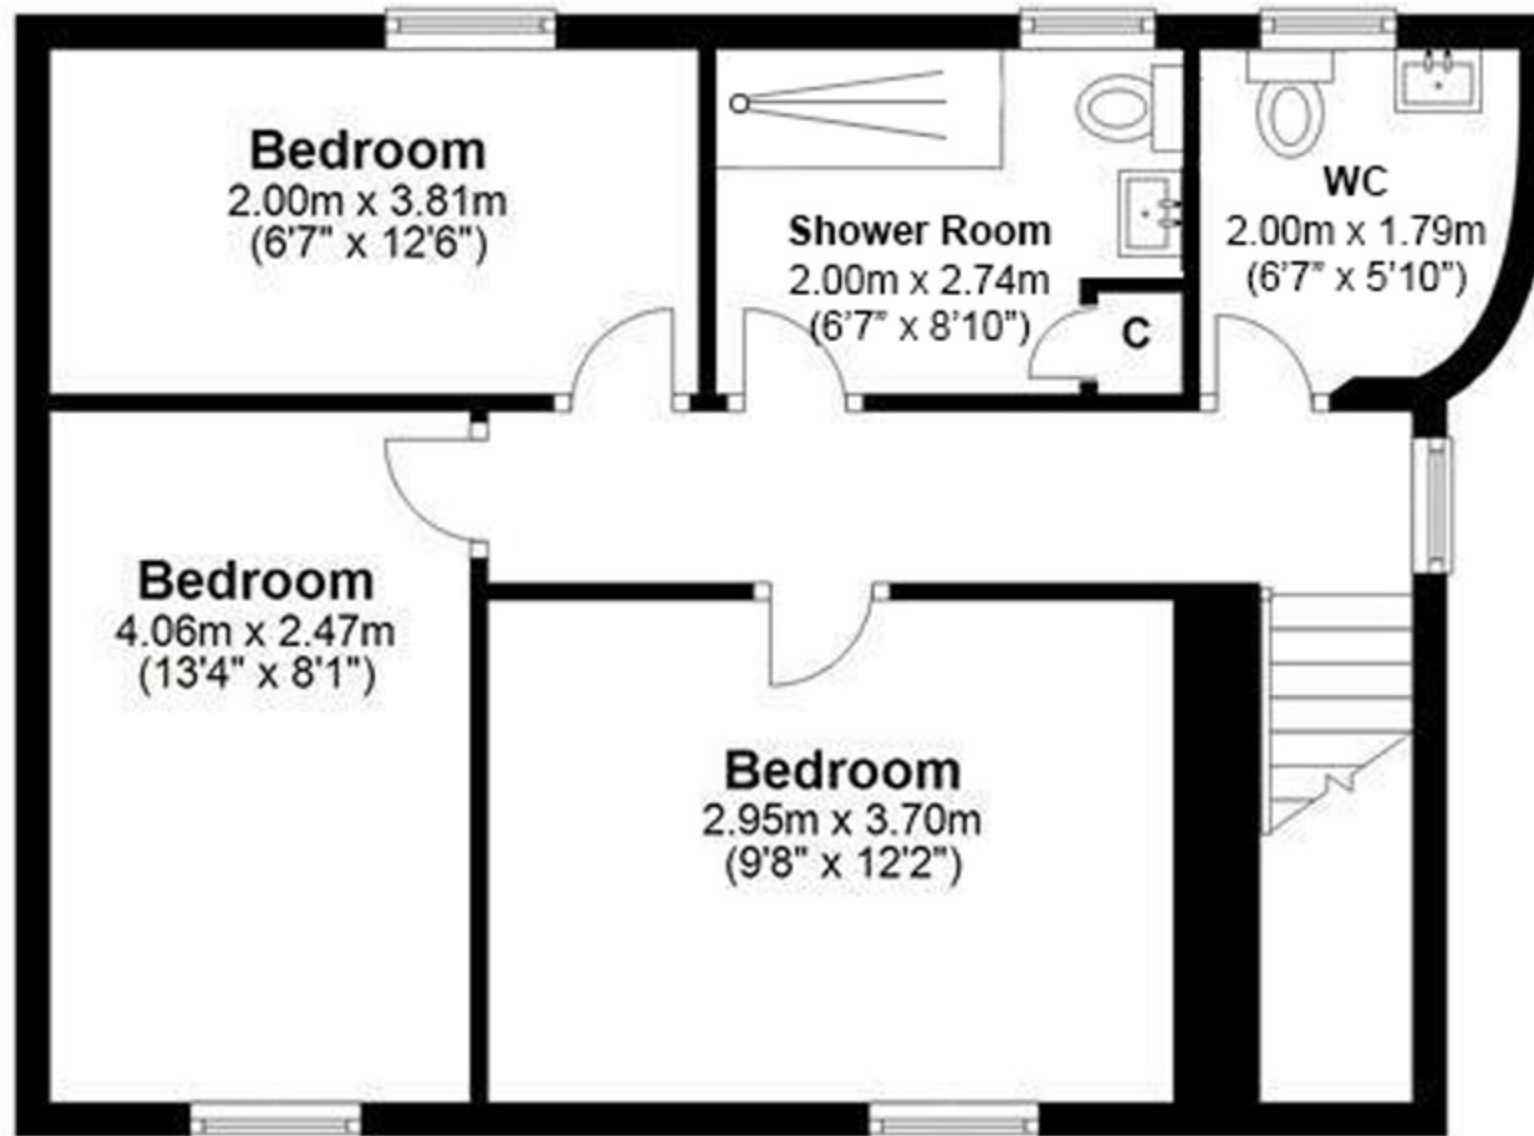 Bedroom
2.00m x 3.81m
(6'7" x 12'6")
Shower Room
2.00m x 2.74m
(6'7" x 8'10")
C
WC
2.00m x 1.79m
(6'7" x 5'10")
Bedroom
4.06m x 2.47m
(13'4" x 8'1")
Bedroom
2.95m x 3.70m
(9'8" x 12'2")